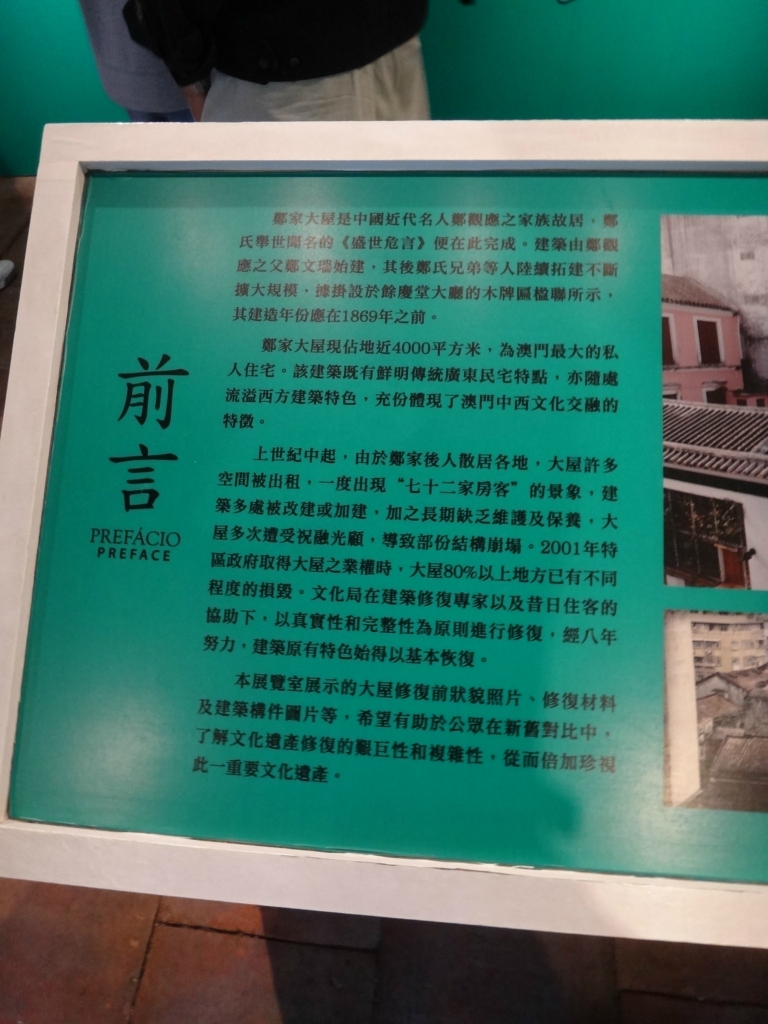 前言
PREFÁCIO
PREFACE
鄭家大屋是中國近代名人鄭觀應之家族故居，鄭
氏舉世聞名的《盛世危言》便在此完成。建築由鄭觀
應之父鄭文瑞始建，其後鄭氏兄弟等人陸續拓建不斷
擴大規模，據掛設於餘慶堂大廳的木牌匾楹聯所示，
其建造年份應在1869年之前。
鄭家大屋現佔地近4000平方米，為澳門最大的私
人住宅。該建築既有鮮明傳統廣東民宅特點，亦隨處
流溢西方建築特色，充份體現了澳門中西文化交融的
特徵。
上世紀中起，由於鄭家後人散居各地，大屋許多
空間被出租，一度出現“七十二家房客”的景象，建
築多處被改建或加建，加之長期缺乏維護及保養，大
屋多次遭受祝融光顧，導致部份結構崩塌。2001年特
區政府取得大屋之業權時，大屋80%以上地方已有不同
程度的損毀。文化局在建築修復專家以及昔日住客的
協助下，以真實性和完整性為原則進行修復，經八年
努力，建築原有特色始得以基本恢復。
本展覽室展示的大屋修復前狀貌照片、修復材料
及建築構件圖片等，希望有助於公眾在新舊對比中，
了解文化遺產修復的艱巨性和複雜性，從而倍加珍視
此一重要文化遺產。